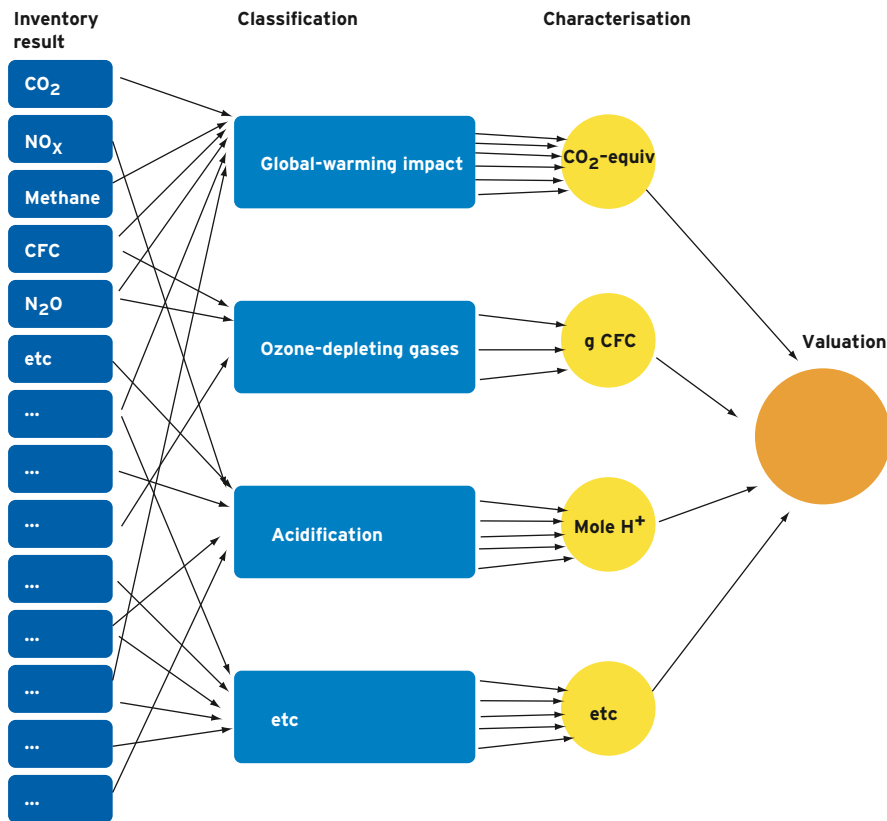 Inventory
result
Classification
Characterisation
CO₂
NOₓ
Methane
CFC
N₂O
etc
...
...
...
...
...
...
...
...
Global-warming impact
Ozone-depleting gases
Acidification
etc
CO₂-equiv
g CFC
Mole H⁺
etc
Valuation